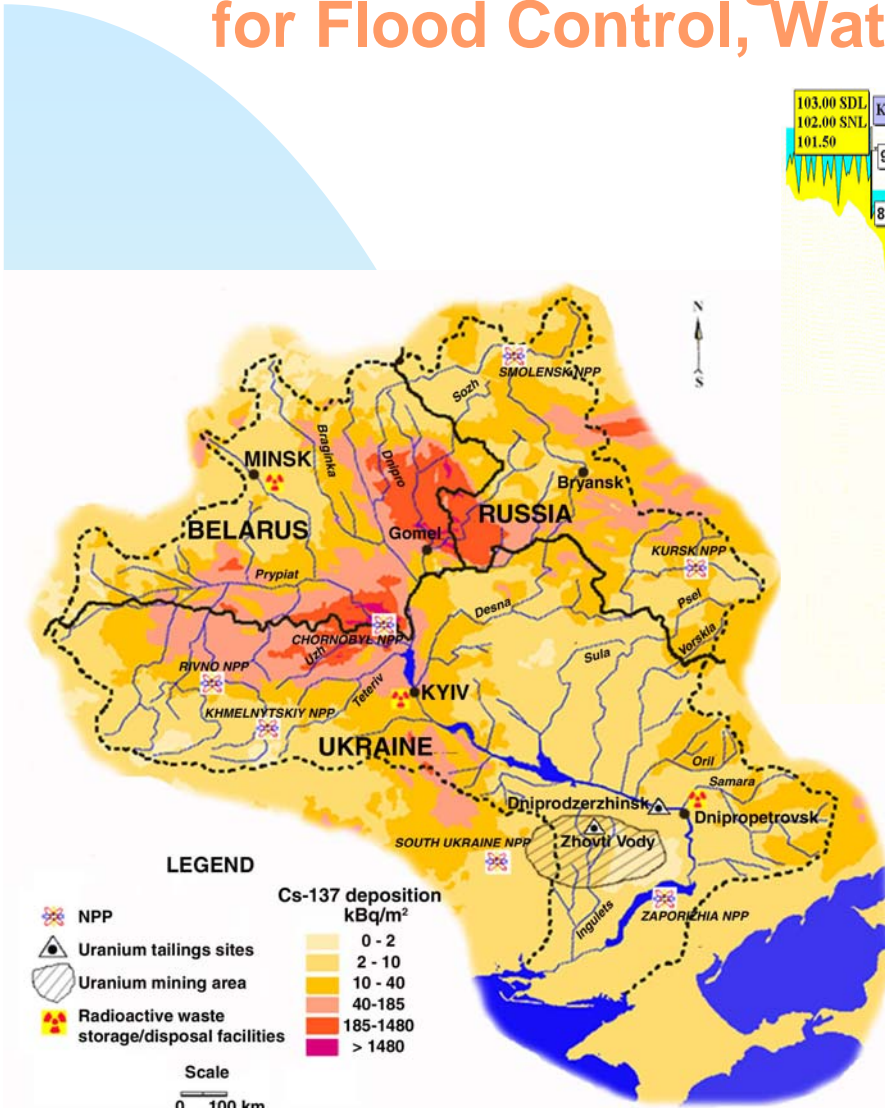 for Flood Control, Wat
103.00 SDL
102.00 SNL
101.50
K
9
8
N
S
SMOLENSK NPP
Sozh
Braginka
Dnipro
MINSK
Bryansk
BELARUS
RUSSIA
Gomel
KURSK NPP
Prypiat
Desna
Psel
Vorskla
CHORNOBYL NPP
Uzh
Sula
RIVNO NPP
Teteriv
KYIV
KHMELNYTSKIY NPP
UKRAINE
Oril
Samara
Dniprodzerzhinsk
Dnipropetrovsk
SOUTH UKRAINE NPP
Zhovti Vody
Ingulets
ZAPORIZHIA NPP
LEGEND
NPP
Uranium tailings sites
Uranium mining area
Radioactive waste
storage/disposal facilities
Cs-137 deposition
kBq/m²
0 - 2
2 - 10
10 - 40
40-185
185-1480
> 1480
Scale
0 100 km